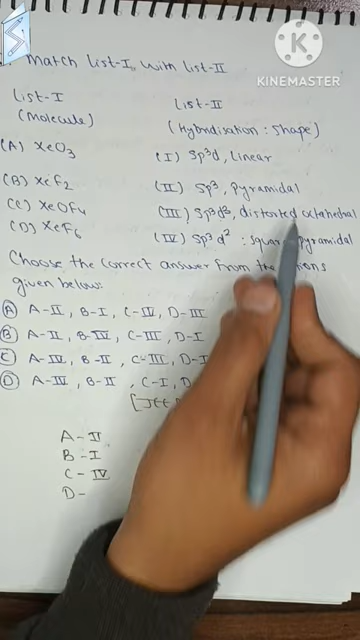 K
KINEMASTER
Match List-I, with List-II
List-I List-II
(Molecule) (Hybridisation : Shape)
(A) XeO3 (I) Sp³d, Linear
(B) XeF2 (II) Sp³, Pyramidal
(C) XeOF4 (III) Sp³d³, distorted octahedral
(D) XeF6 (IV) Sp³d² : Square pyramidal
Choose the correct answer from the
given below:
(A) A-II, B-I, C-IV, D-III
(B) A-II, B-IV, C-III, D-I
(C) A-IV, B-II, C-III, D-I
(D) A-IV, B-II, C-I, D
[JEE
A - II
B - I
C - IV
D -